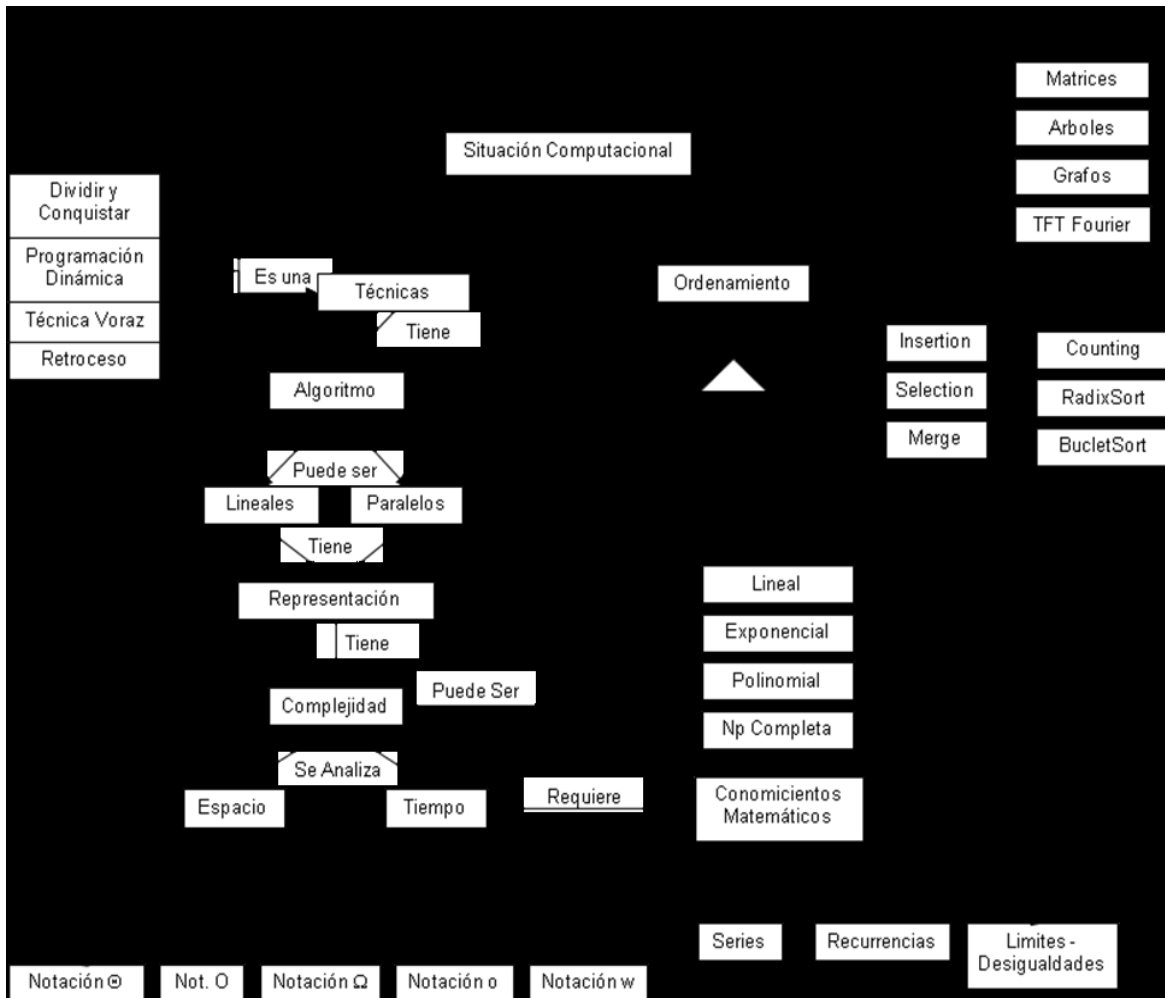 Matrices
Arboles
Situación Computacional
Grafos
TFT Fourier
Dividir y
Conquistar
Programación
Dinámica
Técnica Voraz
Retroceso
Es una
Técnicas
Tiene
Ordenamiento
Insertion
Selection
Merge
Counting
RadixSort
BucletSort
Algoritmo
Puede ser
Lineales
Paralelos
Tiene
Representación
Tiene
Lineal
Exponencial
Polinomial
Np Completa
Puede Ser
Complejidad
Se Analiza
Espacio
Tiempo
Requiere
Conomicientos
Matemáticos
Series
Recurrencias
Limites -
Desigualdades
Notación Θ
Not. O
Notación Ω
Notación o
Notación w